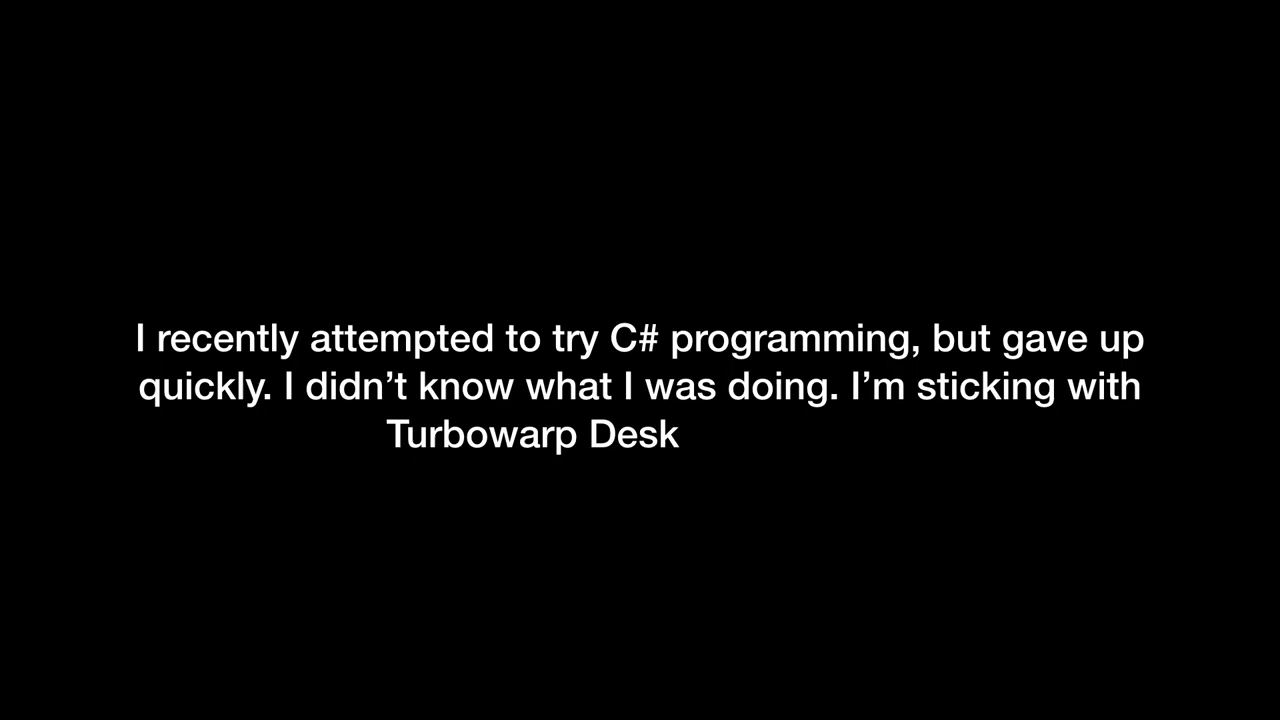 I recently attempted to try C# programming, but gave up
quickly. I didn’t know what I was doing. I’m sticking with
Turbowarp Desk